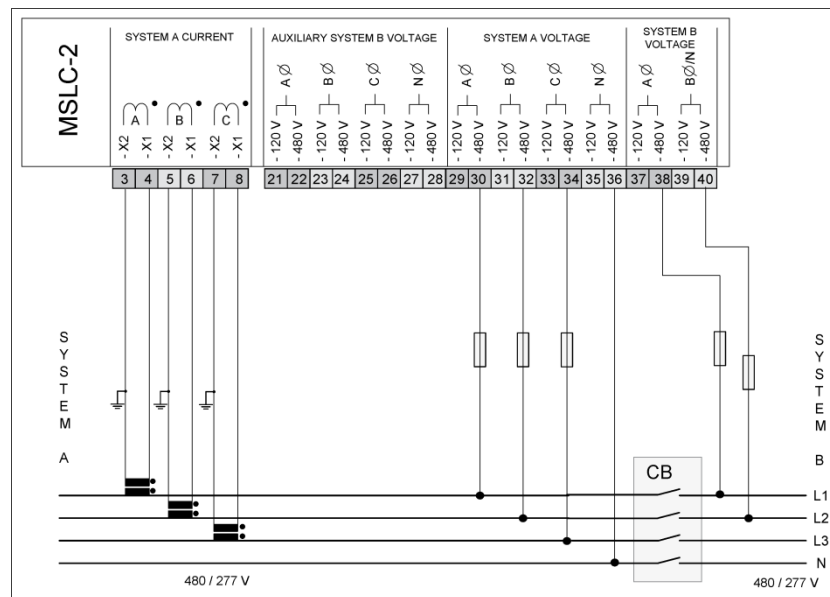 MSLC-2
SYSTEM A CURRENT
AUXILIARY SYSTEM B VOLTAGE
SYSTEM A VOLTAGE
SYSTEM B
VOLTAGE
A B C
A Ø B Ø C Ø N Ø A Ø B Ø C Ø N Ø A Ø BØ/N
- X2 - X1 - X2 - X1 - X2 X1 - 120 V - 480 V - 120 V - 480 V - 120 V - 480 V - 120 V - 480 V - 120 V - 480 V - 120 V - 480 V - 120 V - 480 V - 120 V - 480 V - 120 V - 480 V - 120 V - 480 V
3 4 5 6 7 8 21 22 23 24 25 26 27 28 29 30 31 32 33 34 35 36 37 38 39 40
SYSTEM A
SYSTEM B
CB
L1
L2
L3
N
480 / 277 V
480 / 277 V